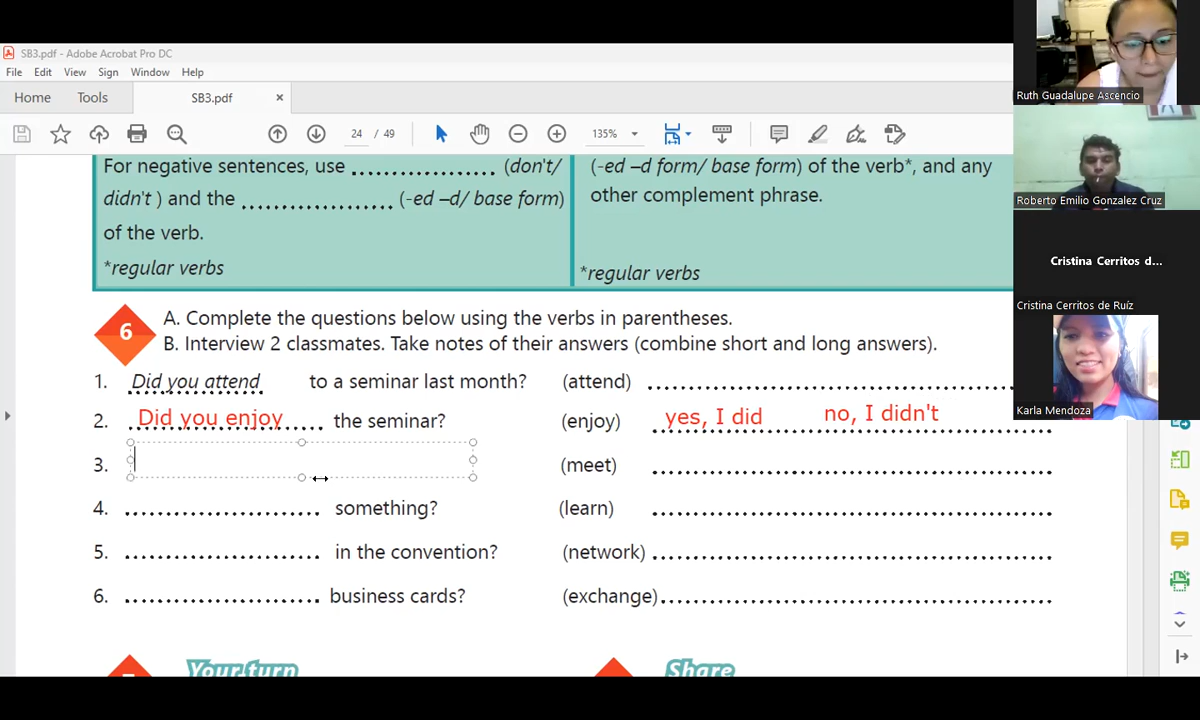 SB3.pdf - Adobe Acrobat Pro DC
File Edit View Sign Window Help
Home Tools SB3.pdf ×
24 / 49 135%
For negative sentences, use ................ (don't/
didn't ) and the ................ (-ed –d/ base form)
of the verb.
*regular verbs
(-ed –d form/ base form) of the verb*, and any
other complement phrase.
*regular verbs
6
A. Complete the questions below using the verbs in parentheses.
B. Interview 2 classmates. Take notes of their answers (combine short and long answers).
1. Did you attend to a seminar last month? (attend) ................
2. Did you enjoy the seminar? (enjoy) yes, I did no, I didn't
3. (meet) ................
4. ................ something? (learn) ................
5. ................ in the convention? (network) ................
6. ................ business cards? (exchange) ................
Your turn
Share
Ruth Guadalupe Ascencio
Roberto Emilio Gonzalez Cruz
Cristina Cerritos d...
Cristina Cerritos de Ruíz
Karla Mendoza